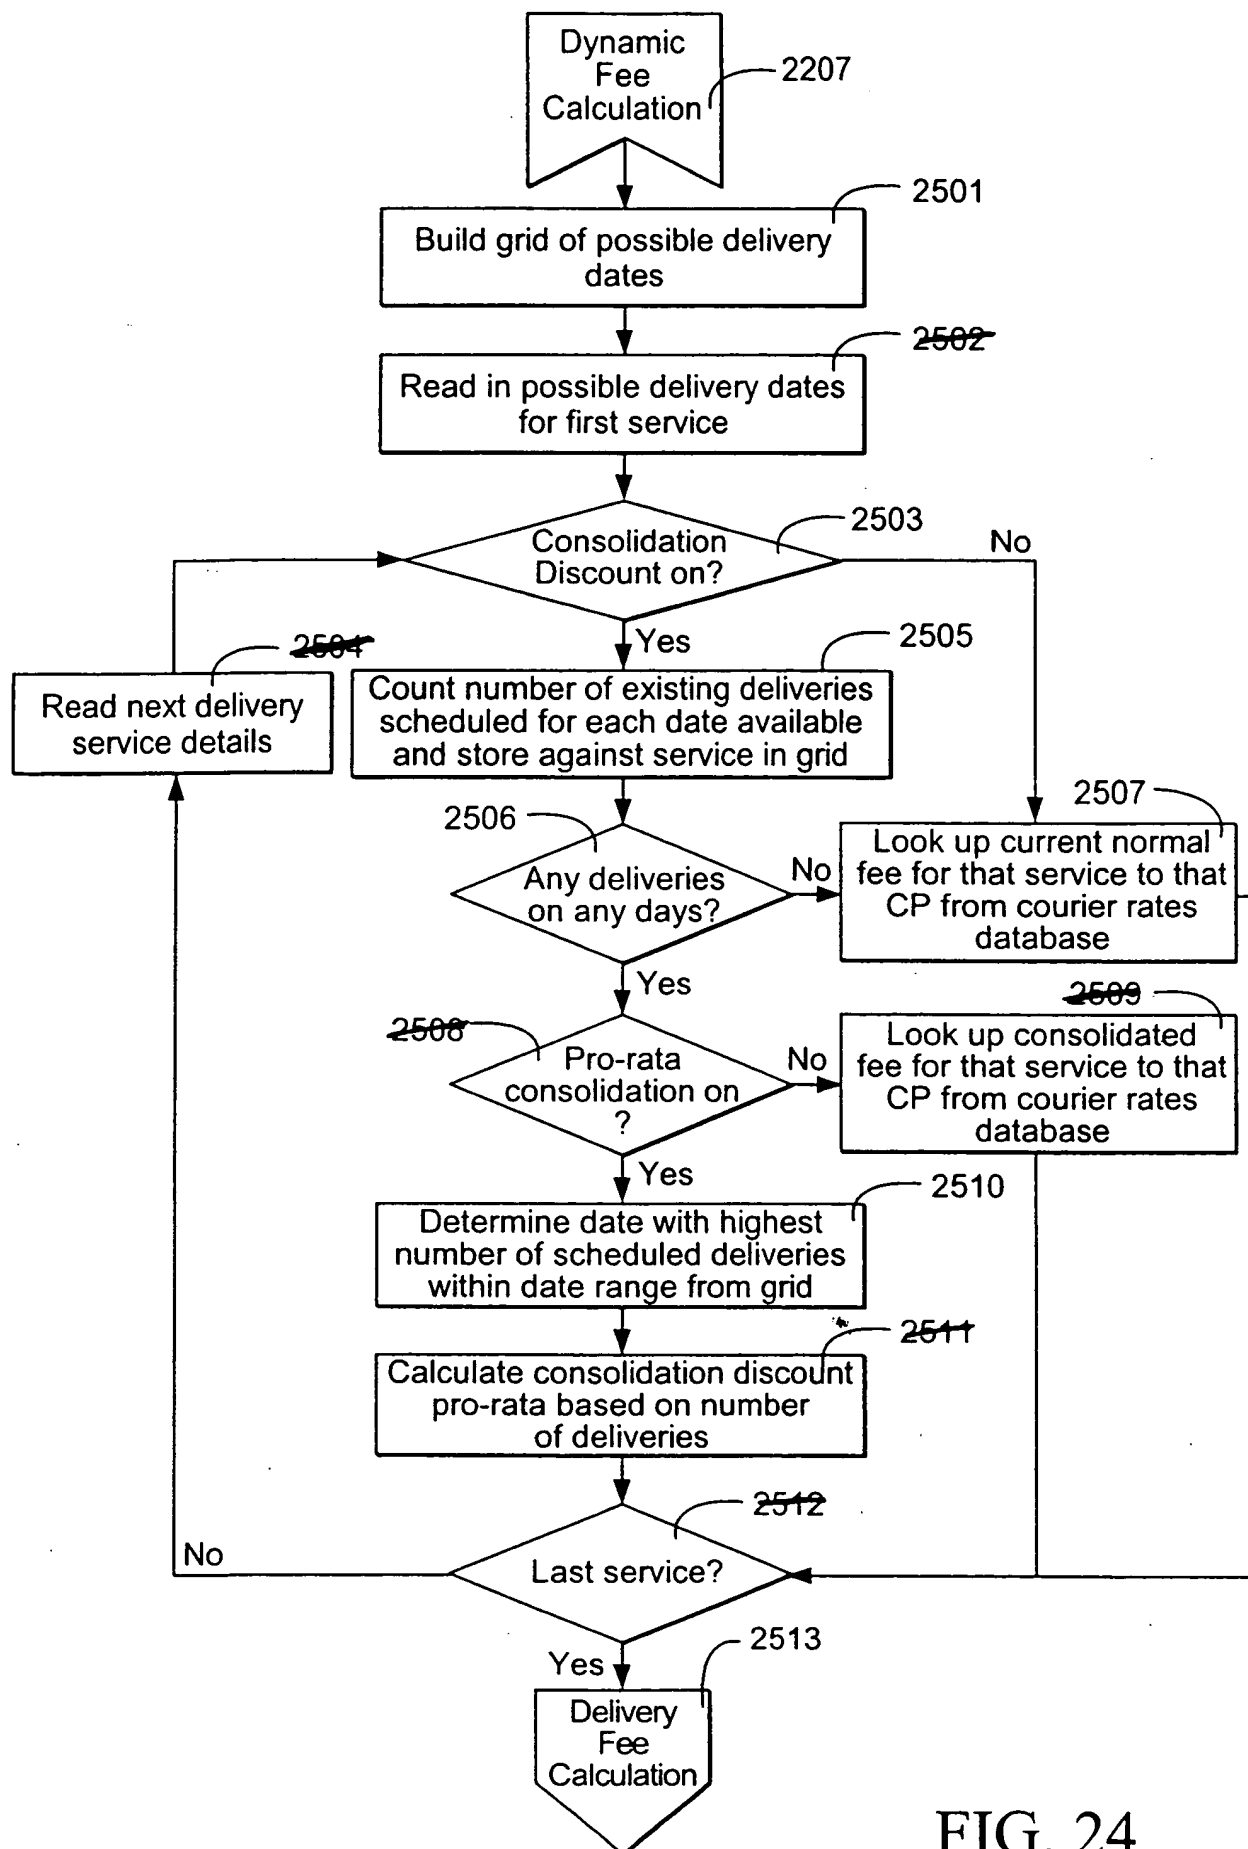 Dynamic
Fee
Calculation
2207
2501
Build grid of possible delivery
dates
2502
Read in possible delivery dates
for first service
2503
Consolidation
Discount on?
No
Yes
2504
Read next delivery
service details
2505
Count number of existing deliveries
scheduled for each date available
and store against service in grid
2506
Any deliveries
on any days?
No
2507
Look up current normal
fee for that service to that
CP from courier rates
database
Yes
2508
Pro-rata
consolidation on
?
No
2509
Look up consolidated
fee for that service to that
CP from courier rates
database
Yes
2510
Determine date with highest
number of scheduled deliveries
within date range from grid
2511
Calculate consolidation discount
pro-rata based on number
of deliveries
2512
Last service?
No
Yes
2513
Delivery
Fee
Calculation
FIG. 24